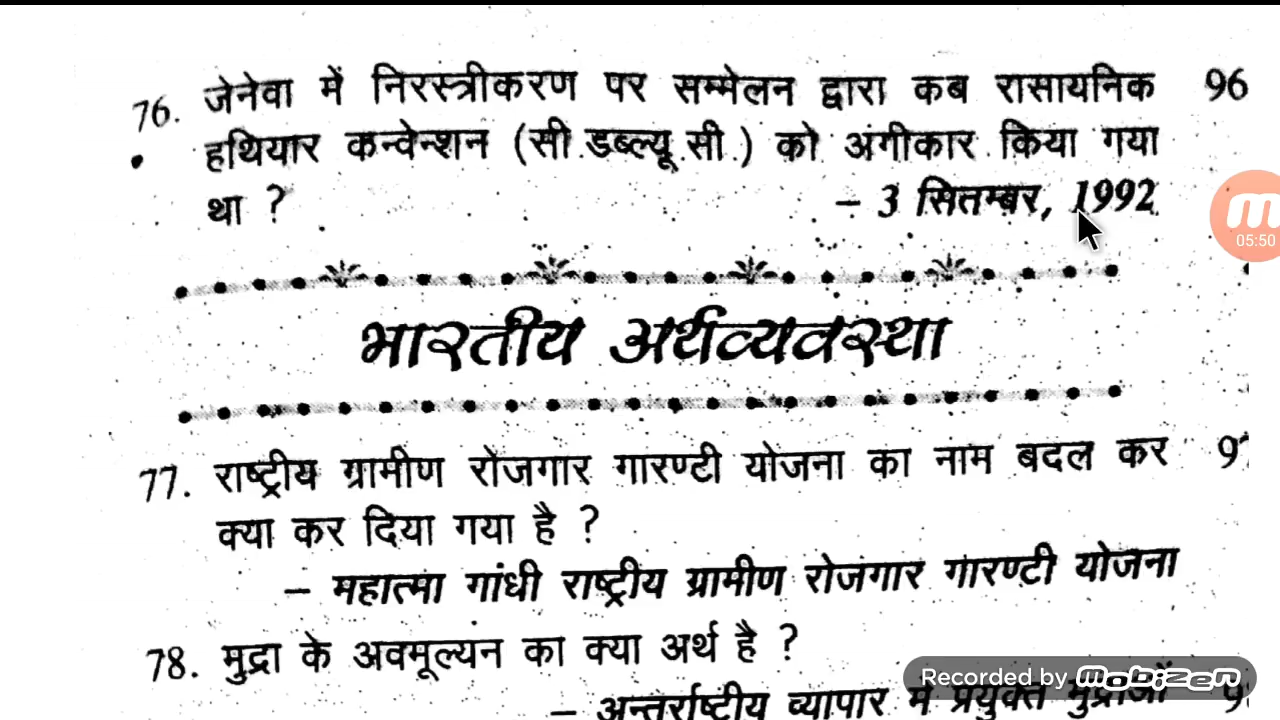 76. जेनेवा में निरस्त्रीकरण पर सम्मेलन द्वारा कब रासायनिक 96
हथियार कन्वेन्शन (सी.डब्ल्यू.सी.) को अंगीकार किया गया
था ?
– 3 सितम्बर, 1992
05:50
भारतीय अर्थव्यवस्था
77. राष्ट्रीय ग्रामीण रोजगार गारण्टी योजना का नाम बदल कर
क्या कर दिया गया है ?
– महात्मा गांधी राष्ट्रीय ग्रामीण रोजगार गारण्टी योजना
78. मुद्रा के अवमूल्यन का क्या अर्थ है ?
Recorded by mobizen
– अन्तर्राष्ट्रीय व्यापार में प्रयुक्त मुद्राओं